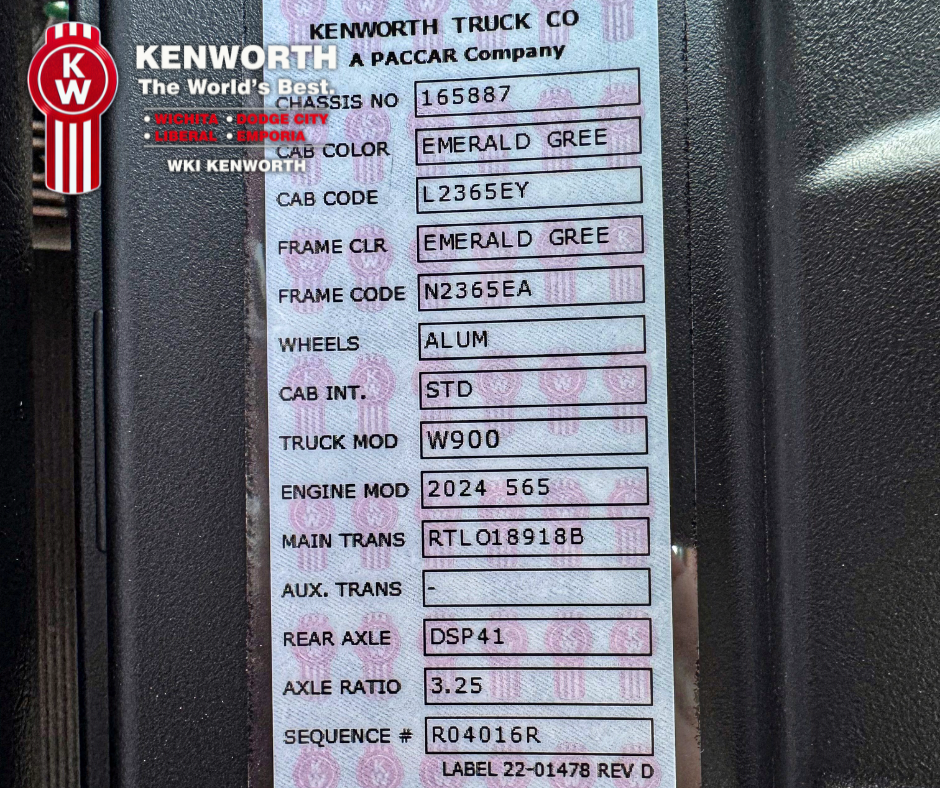 KENWORTH
The World's Best.
• WICHITA • DODGE CITY
• LIBERAL • EMPORIA
WKI KENWORTH
KENWORTH TRUCK CO
A PACCAR Company
CHASSIS NO 165887
CAB COLOR EMERALD GREE
CAB CODE L2365EY
FRAME CLR EMERALD GREE
FRAME CODE N2365EA
WHEELS ALUM
CAB INT. STD
TRUCK MOD W900
ENGINE MOD 2024 565
MAIN TRANS RTLO18918B
AUX. TRANS -
REAR AXLE DSP41
AXLE RATIO 3.25
SEQUENCE # R04016R
LABEL 22-01478 REV D
KW